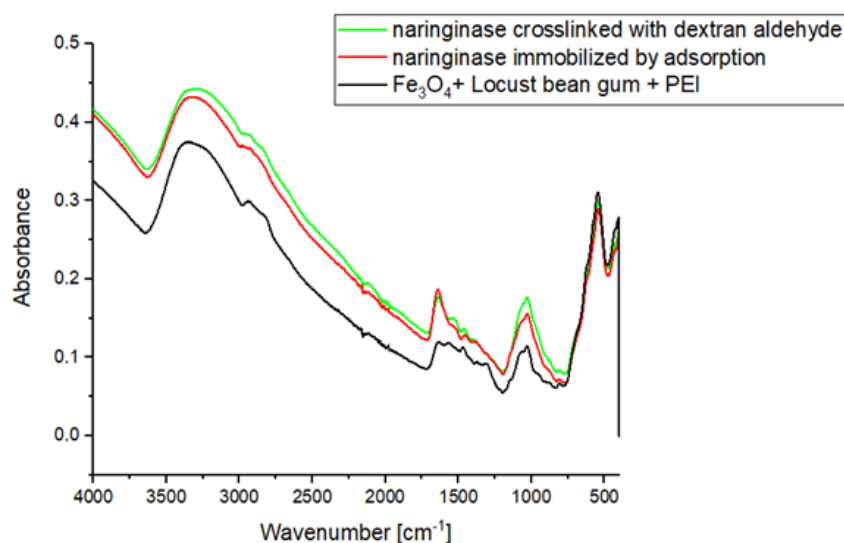 naringinase crosslinked with dextran aldehyde
naringinase immobilized by adsorption
Fe₃O₄+ Locust bean gum + PEI
0.5
0.4
0.3
0.2
0.1
0.0
Absorbance
4000 3500 3000 2500 2000 1500 1000 500
Wavenumber [cm⁻¹]